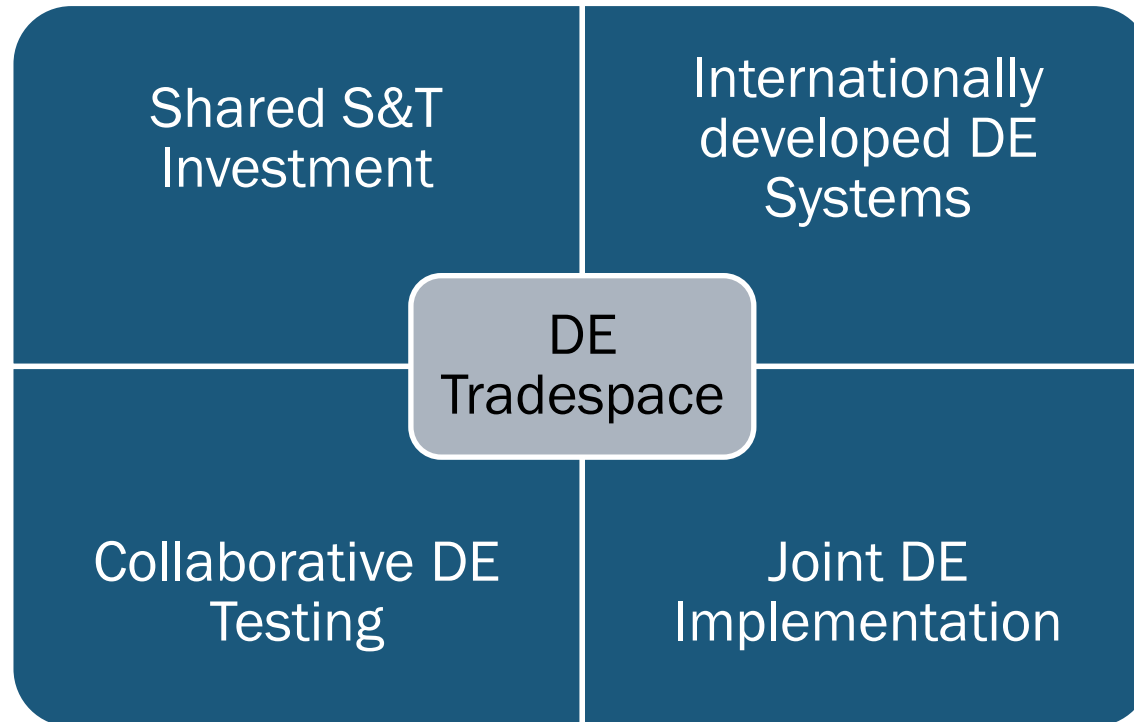 Shared S&T
Investment
Internationally
developed DE
Systems
DE
Tradespace
Collaborative DE
Testing
Joint DE
Implementation